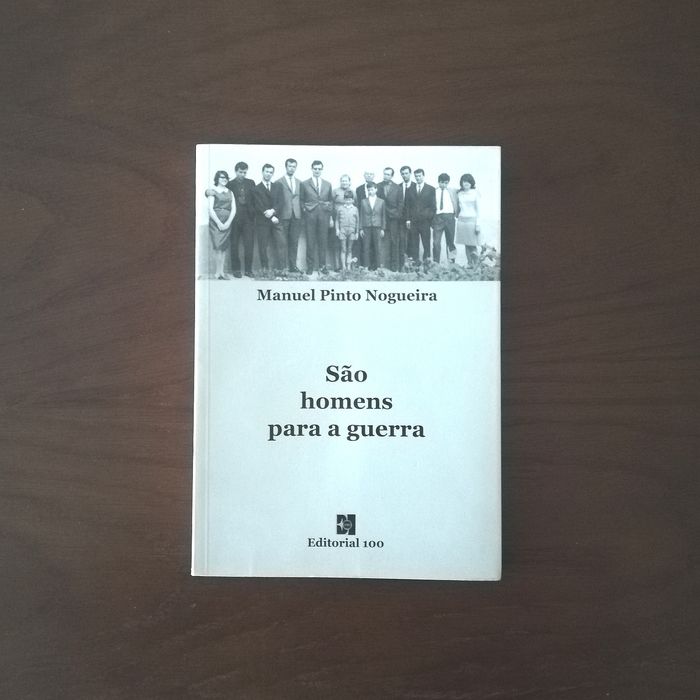 Manuel Pinto Nogueira
São
homens
para a guerra
Editorial 100